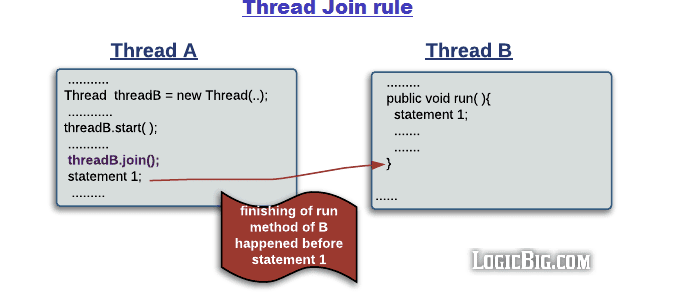 Thread Join rule
Thread A
...........
Thread threadB = new Thread(..);
............
threadB.start( );
...........
threadB.join();
statement 1;
.........
Thread B
.........
public void run( ){
statement 1;
.......
.......
}
......
finishing of run
method of B
happened before
statement 1
LogicBig.com